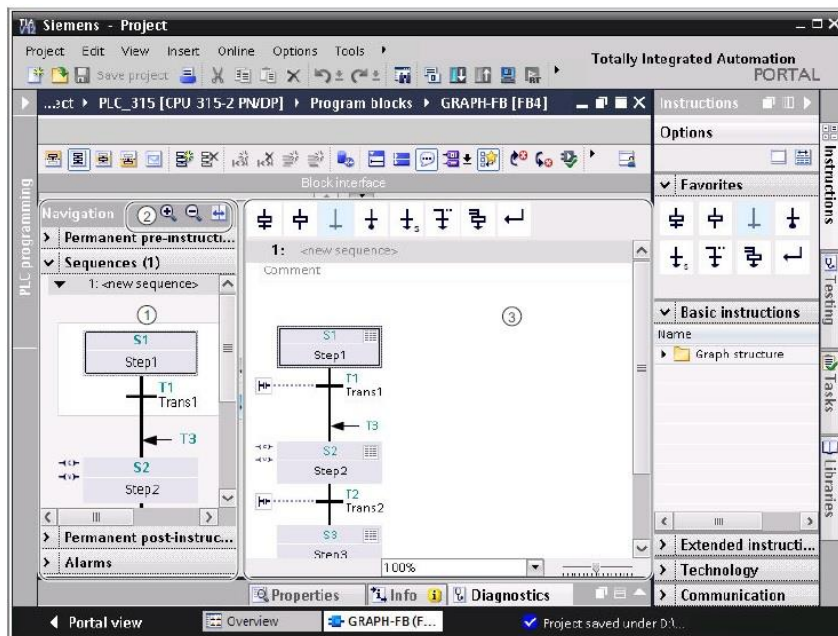 Siemens - Project
Project Edit View Insert Online Options Tools
Totally Integrated Automation
PORTAL
Save project
...ect ▸ PLC_315 [CPU 315-2 PN/DP] ▸ Program blocks ▸ GRAPH-FB [FB4]
Instructions
Options
Block interface
Favorites
Navigation ②
Permanent pre-instructi...
Sequences (1)
1: <new sequence>
①
S1
Step1
T1
Trans1
T3
S2
Step2
Permanent post-instruc...
Alarms
1: <new sequence>
Comment
③
S1
Step1
T1
Trans1
T3
S2
Step2
T2
Trans2
S3
Step3
100%
Basic instructions
Name
Graph structure
Extended instructi...
Technology
Communication
PLC programming
Instructions
Testing
Tasks
Libraries
Properties Info Diagnostics
Portal view Overview GRAPH-FB (F... Project saved under D:\...